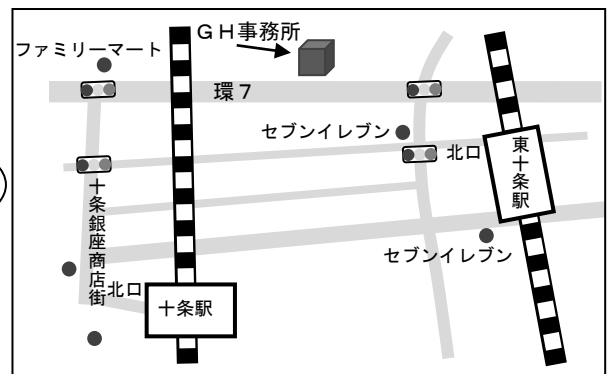 GH事務所
ファミリーマート
環7
セブンイレブン
北口
東十条駅
十条銀座商店街
セブンイレブン
北口
十条駅